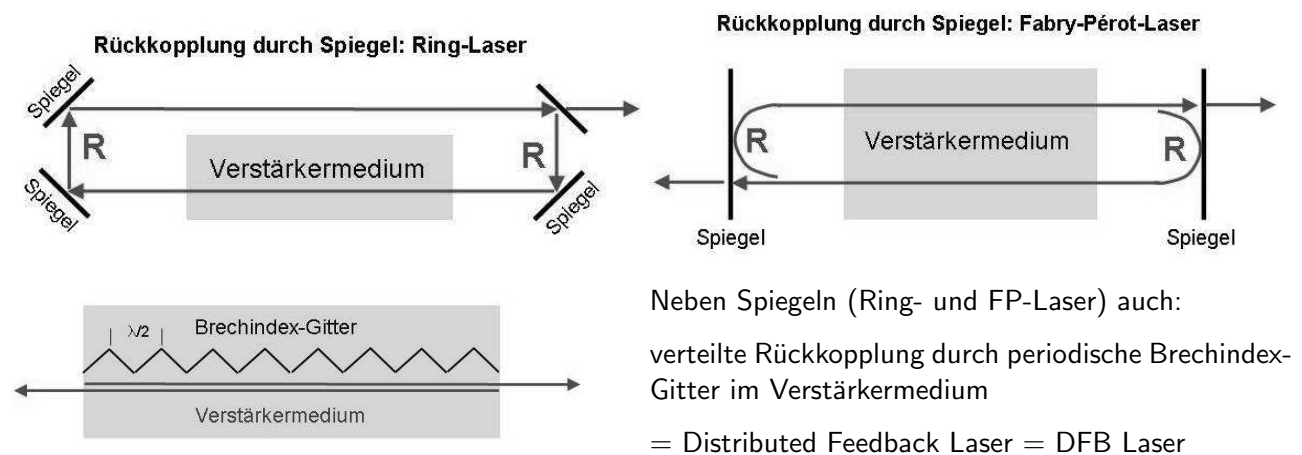 Rückkopplung durch Spiegel: Ring-Laser
Spiegel
R
R
Verstärkermedium
Spiegel
Spiegel
Rückkopplung durch Spiegel: Fabry-Pérot-Laser
R
Verstärkermedium
R
Spiegel
Spiegel
λ/2
Brechindex-Gitter
Verstärkermedium
Neben Spiegeln (Ring- und FP-Laser) auch:
verteilte Rückkopplung durch periodische Brechindex-
Gitter im Verstärkermedium
= Distributed Feedback Laser = DFB Laser